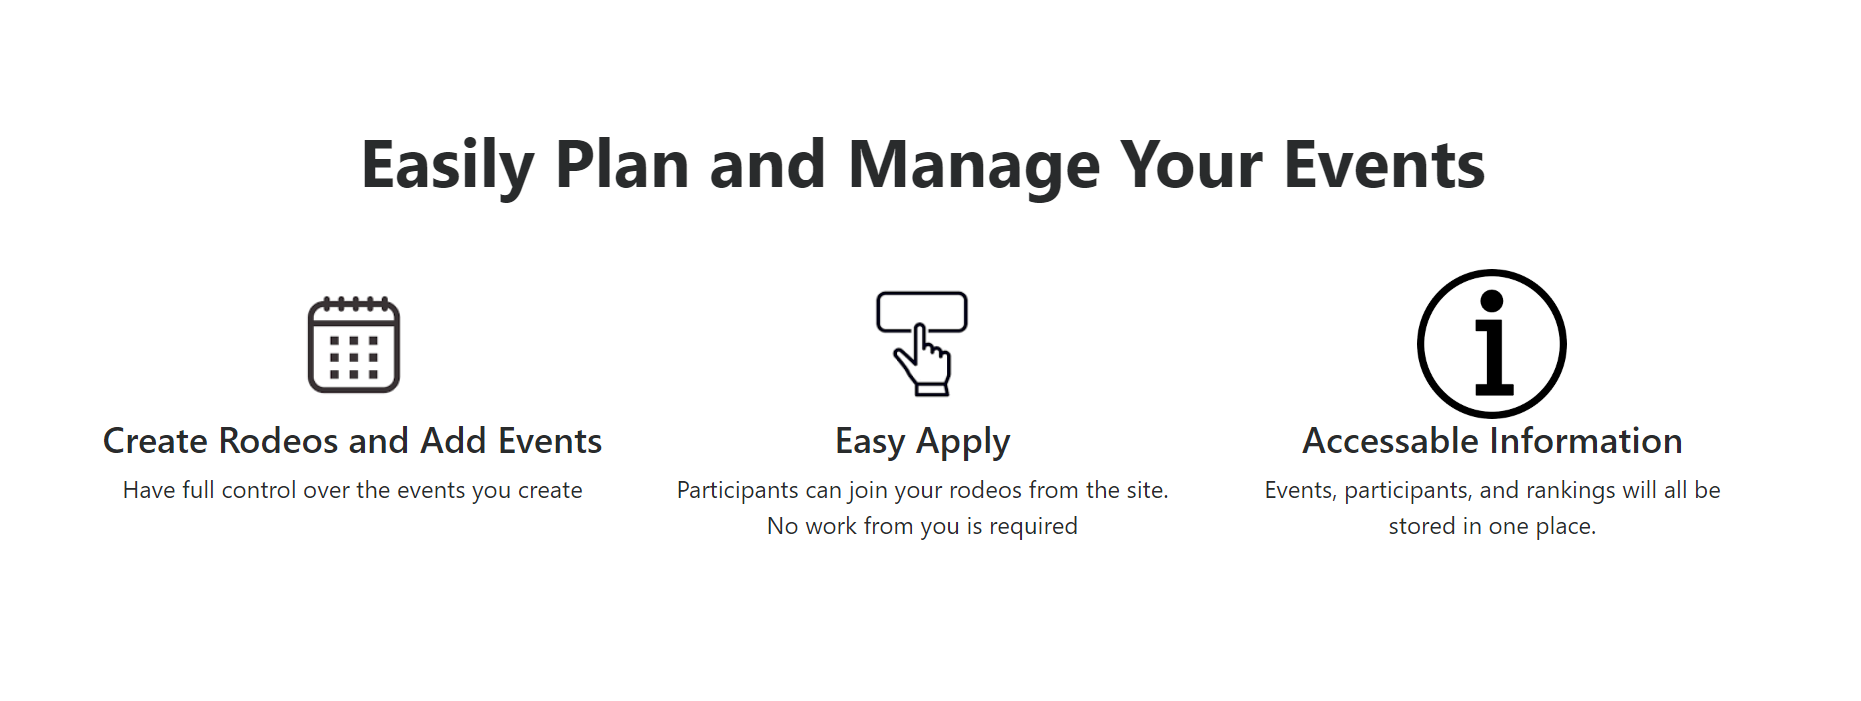 Easily Plan and Manage Your Events
Create Rodeos and Add Events
Have full control over the events you create
Easy Apply
Participants can join your rodeos from the site.
No work from you is required
Accessable Information
Events, participants, and rankings will all be
stored in one place.